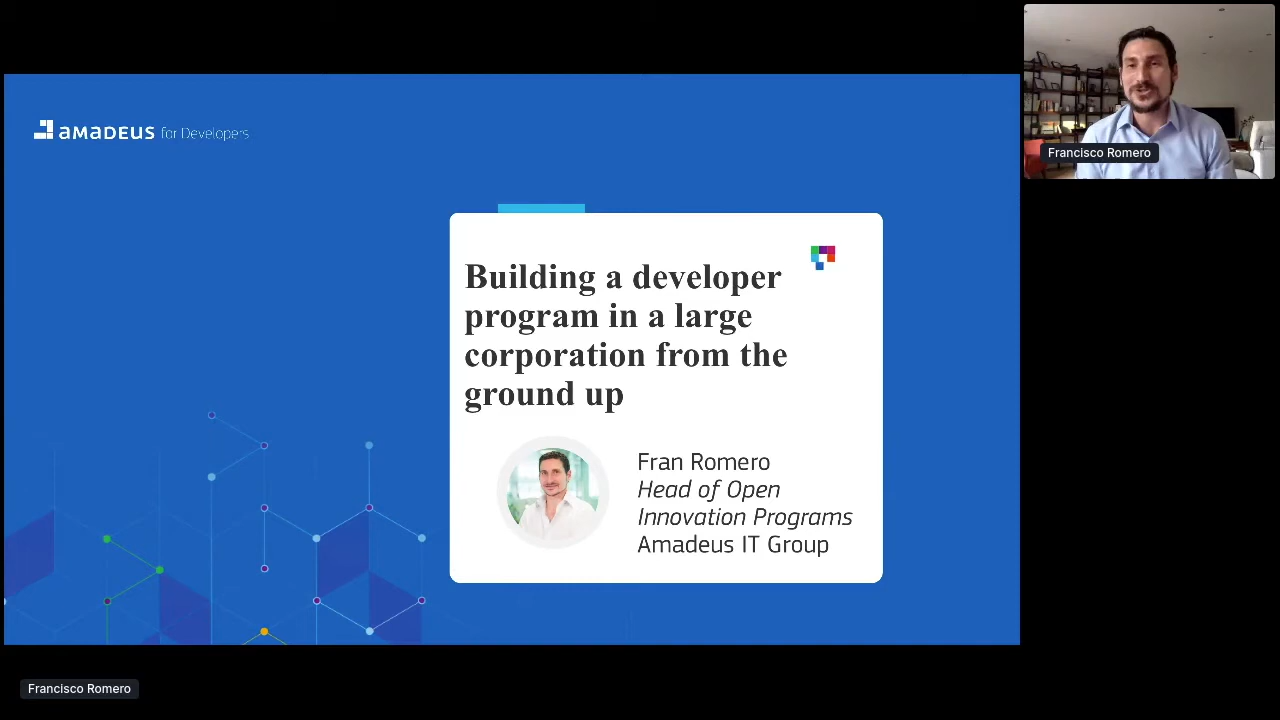 amadeus for Developers
Building a developer
program in a large
corporation from the
ground up
Fran Romero
Head of Open
Innovation Programs
Amadeus IT Group
Francisco Romero
Francisco Romero